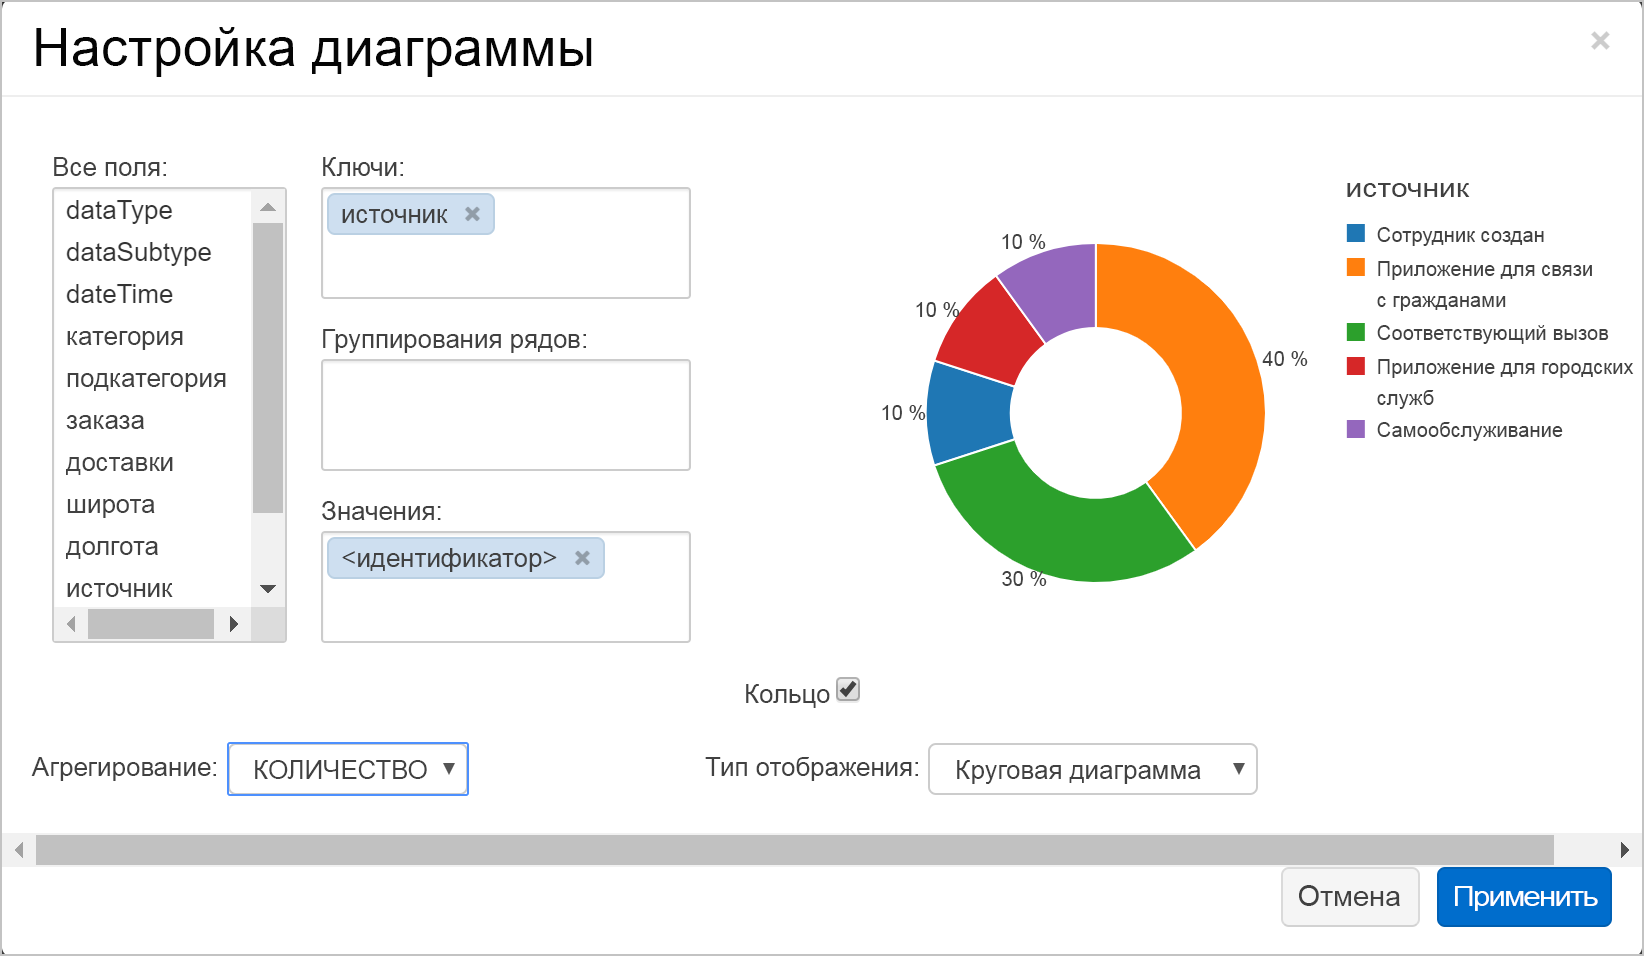 Настройка диаграммы
×
Все поля:
dataType
dataSubtype
dateTime
категория
подкатегория
заказа
доставки
широта
долгота
источник
Ключи:
источник ×
Группирования рядов:
Значения:
<идентификатор> ×
10 %
10 %
10 %
40 %
30 %
источник
Сотрудник создан
Приложение для связи
с гражданами
Соответствующий вызов
Приложение для городских
служб
Самообслуживание
Кольцо
Агрегирование: КОЛИЧЕСТВО
Тип отображения: Круговая диаграмма
Отмена
Применить